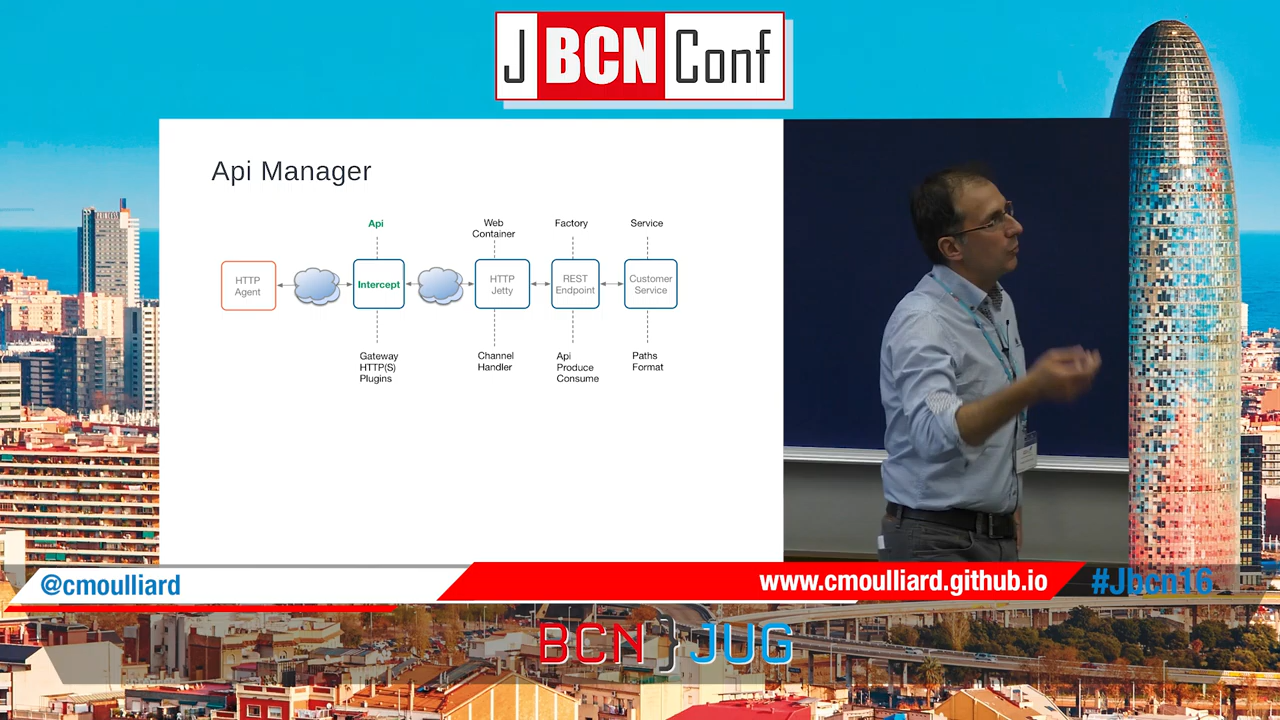 J BCN Conf
Api Manager
Api
Web
Container
Factory
Service
HTTP
Agent
Intercept
HTTP
Jetty
REST
Endpoint
Customer
Service
Gateway
HTTP(S)
Plugins
Channel
Handler
Api
Produce
Consume
Paths
Format
@cmoulliard
www.cmoulliard.github.io
#Jbcn16
BCN JUG